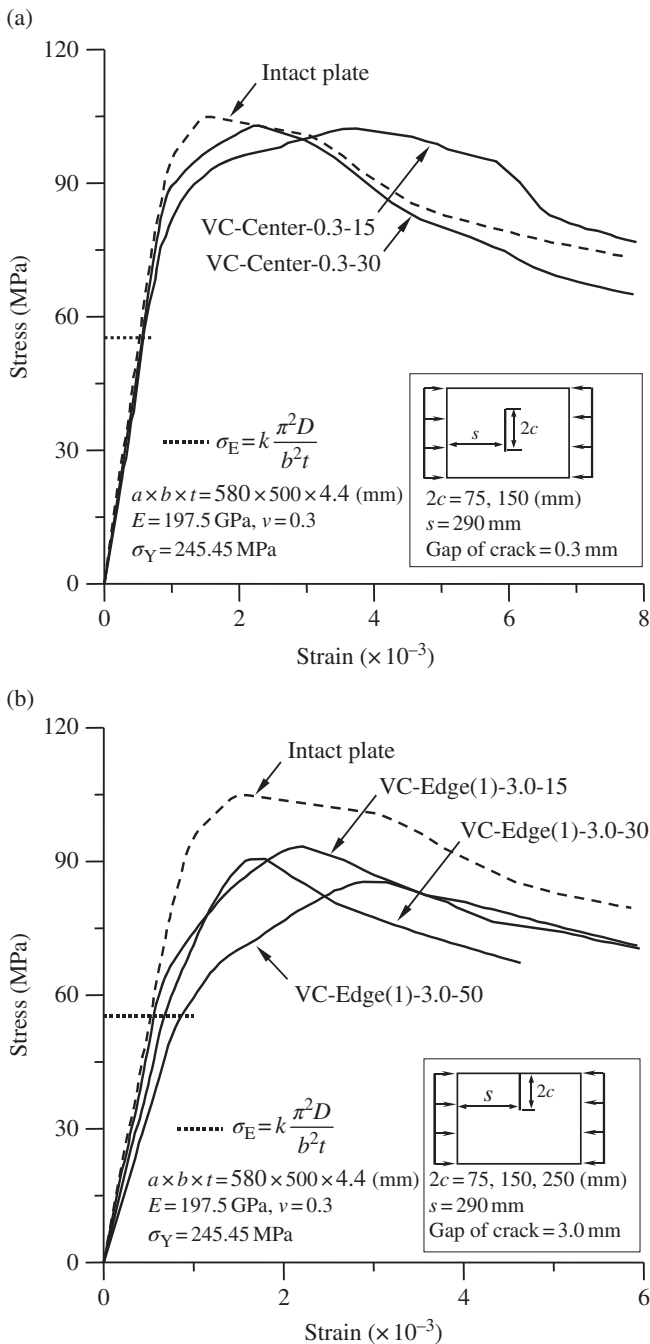 (a)
120
90
60
30
0
Stress (MPa)
Intact plate
VC-Center-0.3-15
VC-Center-0.3-30
σ_E = k π²D / b²t
a × b × t = 580 × 500 × 4.4 (mm)
E = 197.5 GPa, ν = 0.3
σ_Y = 245.45 MPa
s
2c
2c = 75, 150 (mm)
s = 290 mm
Gap of crack = 0.3 mm
0 2 4 6 8
Strain (× 10⁻³)
(b)
120
90
60
30
0
Stress (MPa)
Intact plate
VC-Edge(1)-3.0-15
VC-Edge(1)-3.0-30
VC-Edge(1)-3.0-50
σ_E = k π²D / b²t
a × b × t = 580 × 500 × 4.4 (mm)
E = 197.5 GPa, ν = 0.3
σ_Y = 245.45 MPa
s
2c
2c = 75, 150, 250 (mm)
s = 290 mm
Gap of crack = 3.0 mm
0 2 4 6
Strain (× 10⁻³)